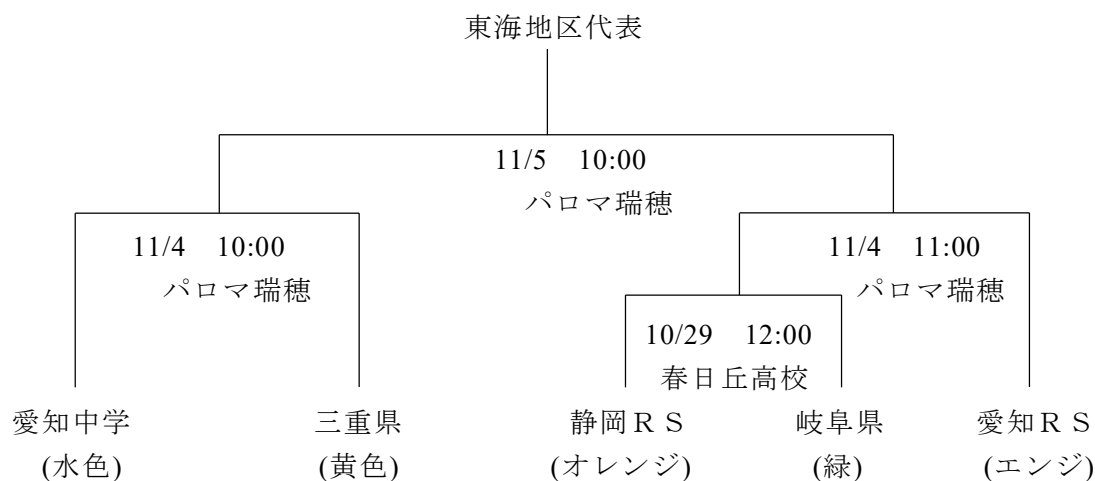 東海地区代表
11/5 10:00
パロマ瑞穂
11/4 10:00
パロマ瑞穂
11/4 11:00
パロマ瑞穂
10/29 12:00
春日丘高校
愛知中学 三重県 静岡ＲＳ 岐阜県 愛知ＲＳ
(水色) (黄色) (オレンジ) (緑) (エンジ)